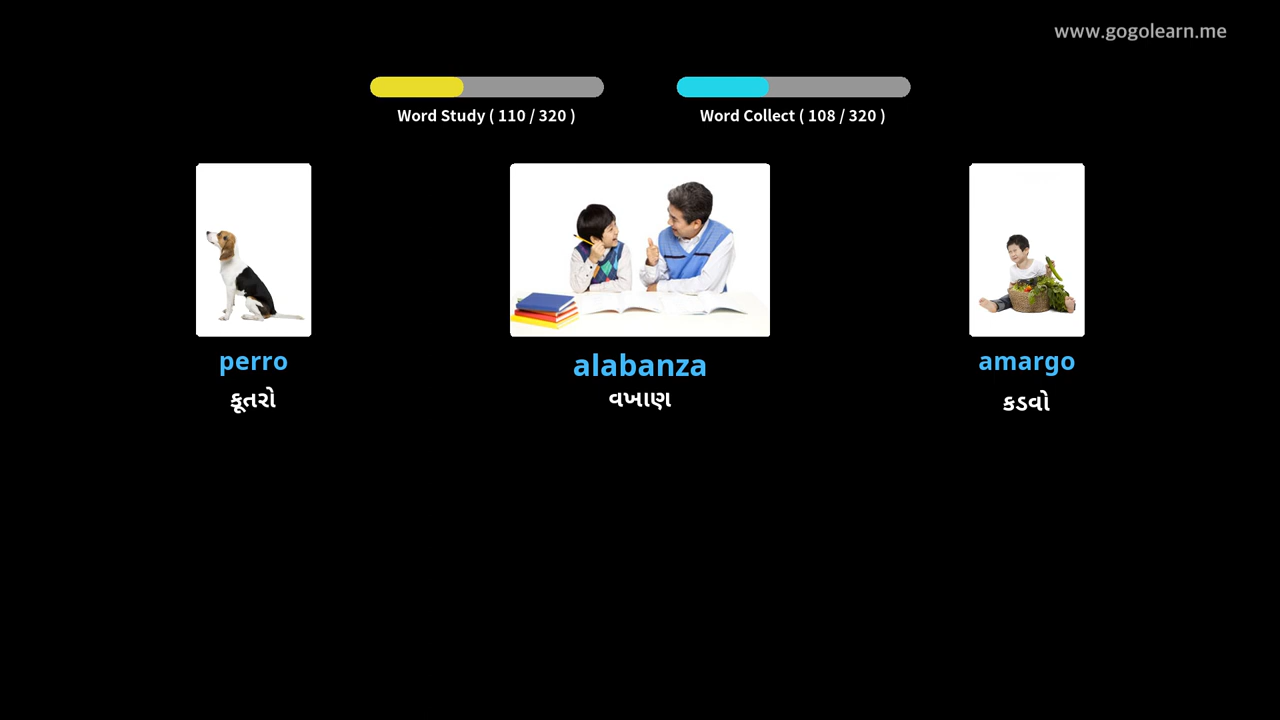 www.gogolearn.me
Word Study ( 110 / 320 )
Word Collect ( 108 / 320 )
perro
કૂતરો
alabanza
વખાણ
amargo
કડવો